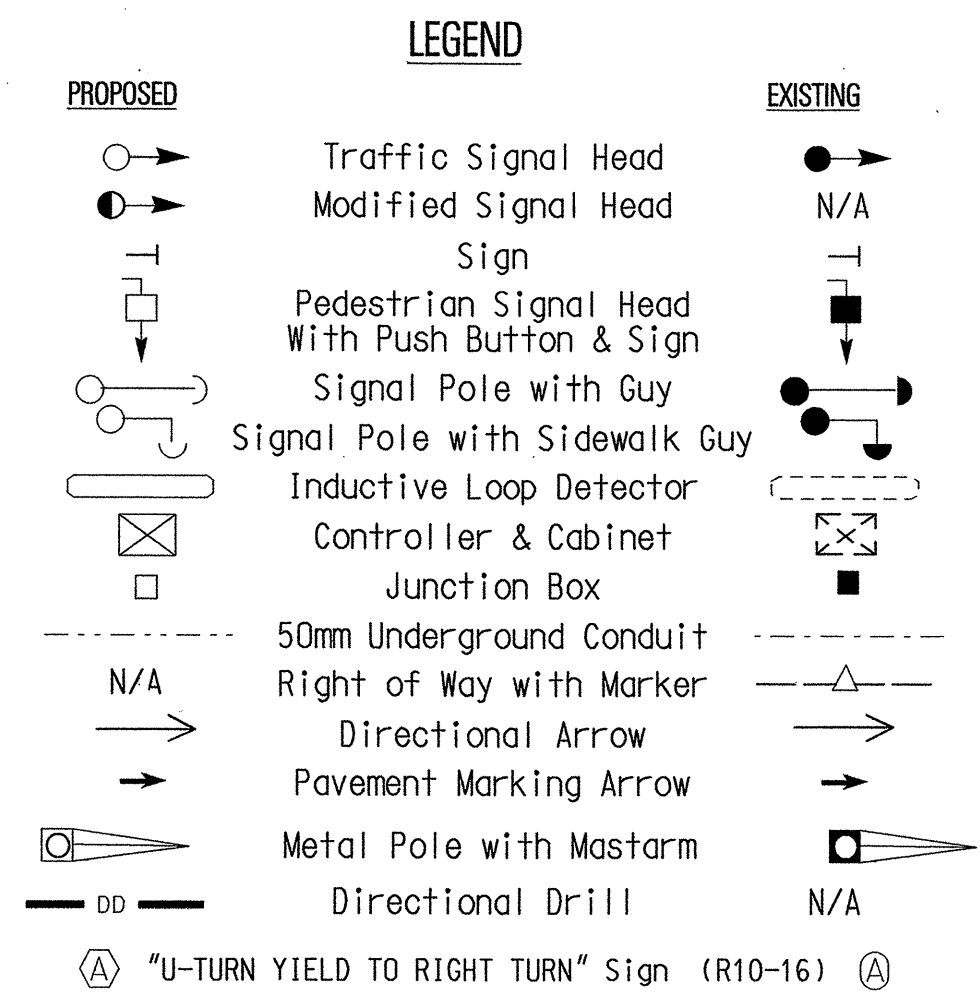 LEGEND
PROPOSED EXISTING
Traffic Signal Head
Modified Signal Head N/A
Sign
Pedestrian Signal Head
With Push Button & Sign
Signal Pole with Guy
Signal Pole with Sidewalk Guy
Inductive Loop Detector
Controller & Cabinet
Junction Box
50mm Underground Conduit
N/A Right of Way with Marker
Directional Arrow
Pavement Marking Arrow
Metal Pole with Mastarm
DD Directional Drill N/A
A "U-TURN YIELD TO RIGHT TURN" Sign (R10-16) A